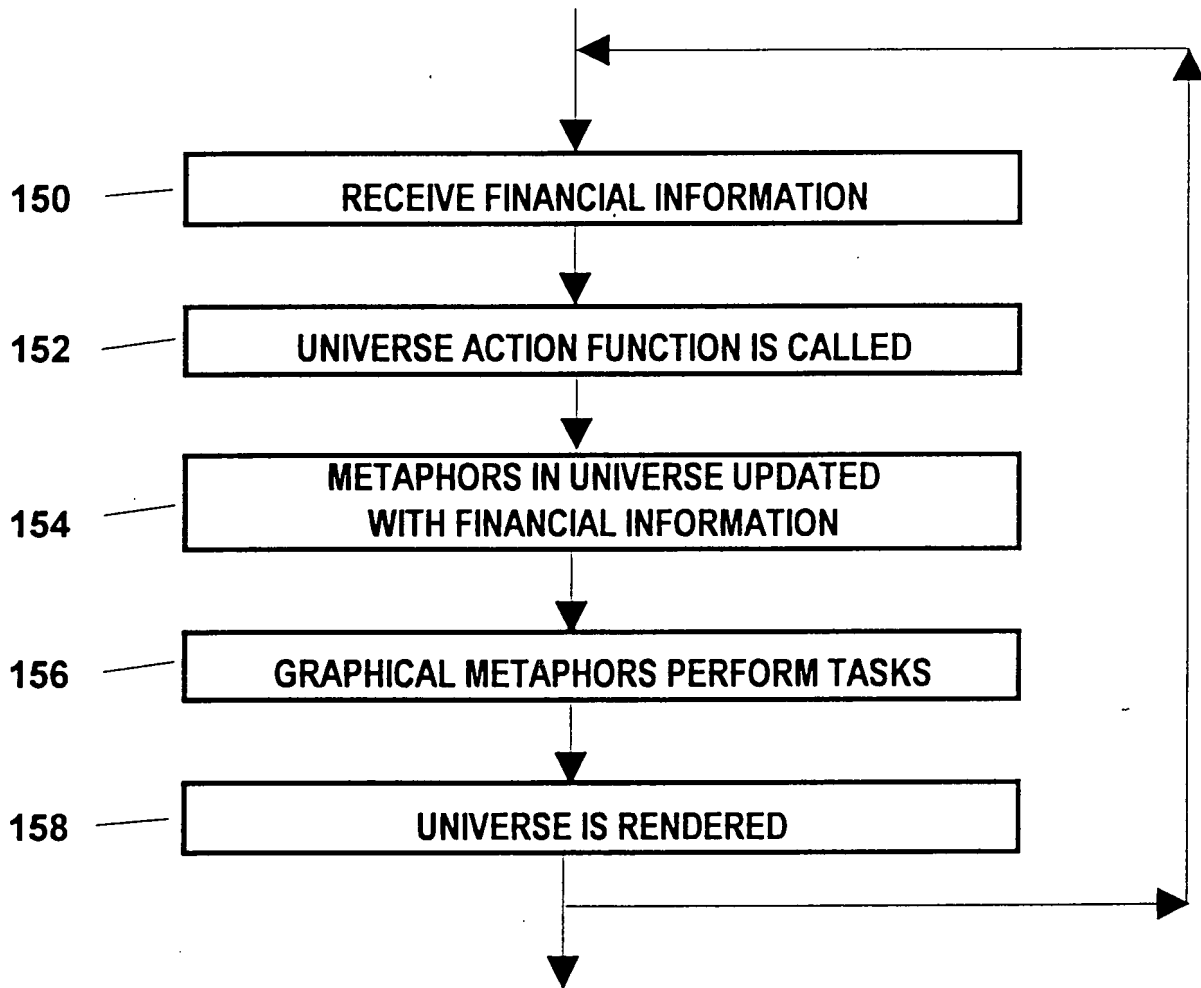 150
RECEIVE FINANCIAL INFORMATION
152
UNIVERSE ACTION FUNCTION IS CALLED
154
METAPHORS IN UNIVERSE UPDATED
WITH FINANCIAL INFORMATION
156
GRAPHICAL METAPHORS PERFORM TASKS
158
UNIVERSE IS RENDERED